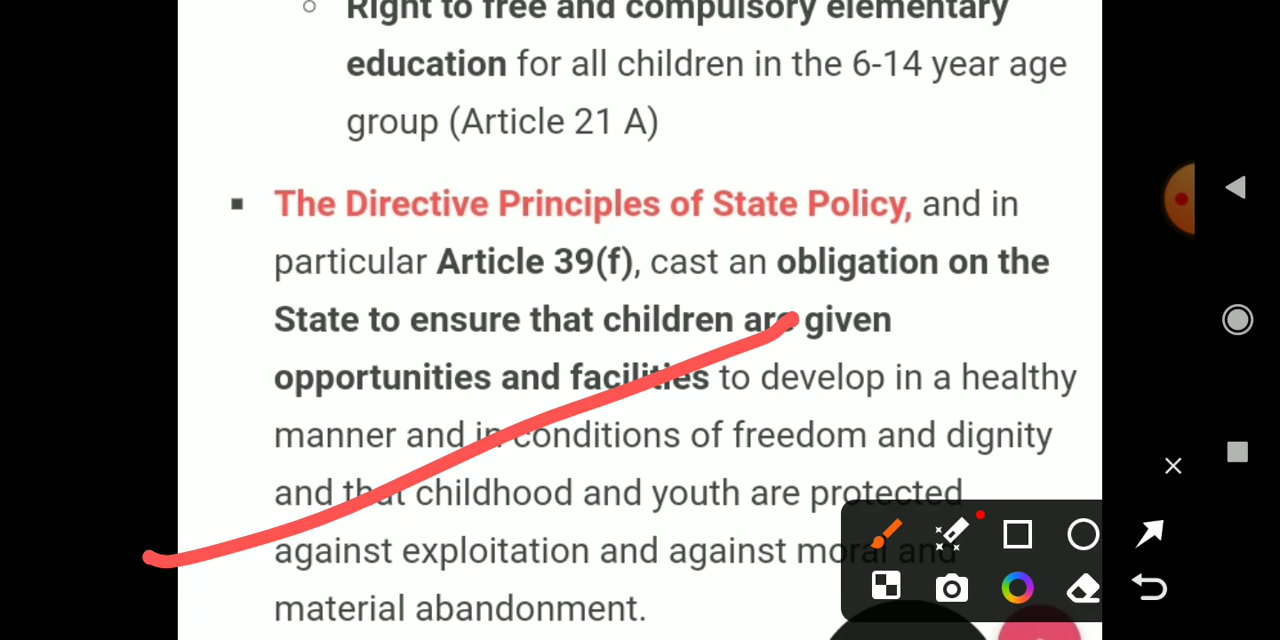 Right to free and compulsory elementary
education for all children in the 6-14 year age
group (Article 21 A)
The Directive Principles of State Policy, and in
particular Article 39(f), cast an obligation on the
State to ensure that children are given
opportunities and facilities to develop in a healthy
manner and in conditions of freedom and dignity
and that childhood and youth are protected
against exploitation and against moral and
material abandonment.